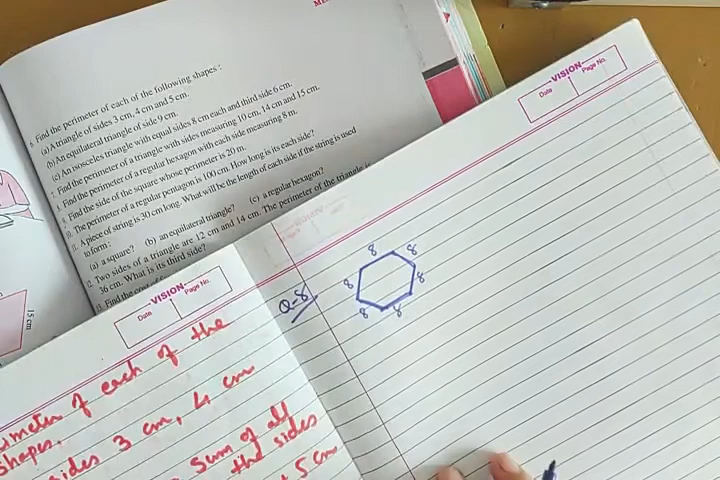 6. Find the perimeter of each of the following shapes :
(a) A triangle of sides 3 cm, 4 cm and 5 cm.
(b) An equilateral triangle of side 9 cm.
(c) An isosceles triangle with equal sides 8 cm each and third side 6 cm.
7. Find the perimeter of a triangle with sides measuring 10 cm, 14 cm and 15 cm.
8. Find the perimeter of a regular hexagon with each side measuring 8 m.
9. Find the side of the square whose perimeter is 20 m.
10. The perimeter of a regular pentagon is 100 cm. How long is its each side?
11. A piece of string is 30 cm long. What will be the length of each side if the string is used
to form :
(a) a square? (b) an equilateral triangle? (c) a regular hexagon?
12. Two sides of a triangle are 12 cm and 14 cm. The perimeter of the triangle is
36 cm. What is its third side?
13. Find the cost of
15 cm
VISION
Date
Page No.
VISION
Date
Page No.
Q-8
8
8
8
8
8
8
of each of the
shapes.
sides 3 cm, 4 cm
sum of all
the sides
+ 5 cm